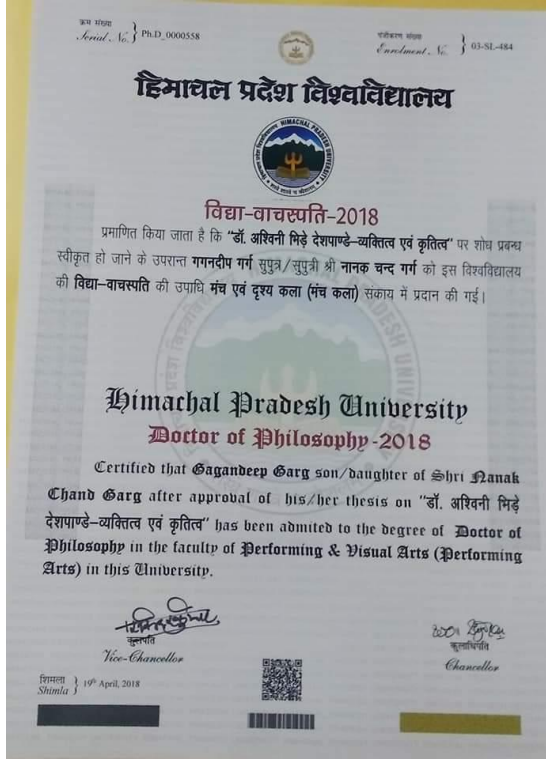 क्रम संख्या
Serial No. } Ph.D_0000558
पंजीकरण संख्या
Enrolment No. } 03-SL-484
हिमाचल प्रदेश विश्वविद्यालय
HIMACHAL PRADESH UNIVERSITY
विद्या-वाचस्पति-2018
प्रमाणित किया जाता है कि "डॉ. अश्विनी भिड़े देशपाण्डे-व्यक्तित्व एवं कृतित्व" पर शोध प्रबन्ध
स्वीकृत हो जाने के उपरान्त गगनदीप गर्ग सुपुत्र/सुपुत्री श्री नानक चन्द गर्ग को इस विश्वविद्यालय
की विद्या-वाचस्पति की उपाधि मंच एवं दृश्य कला (मंच कला) संकाय में प्रदान की गई।
Himachal Pradesh University
Doctor of Philosophy-2018
Certified that Gagandeep Garg son/daughter of Shri Nanak
Chand Garg after approval of his/her thesis on "डॉ. अश्विनी भिड़े
देशपाण्डे-व्यक्तित्व एवं कृतित्व" has been admited to the degree of Doctor of
Philosophy in the faculty of Performing & Visual Arts (Performing
Arts) in this University.
कुलपति
Vice-Chancellor
कुलाधिपति
Chancellor
शिमला
Shimla } 19th April, 2018